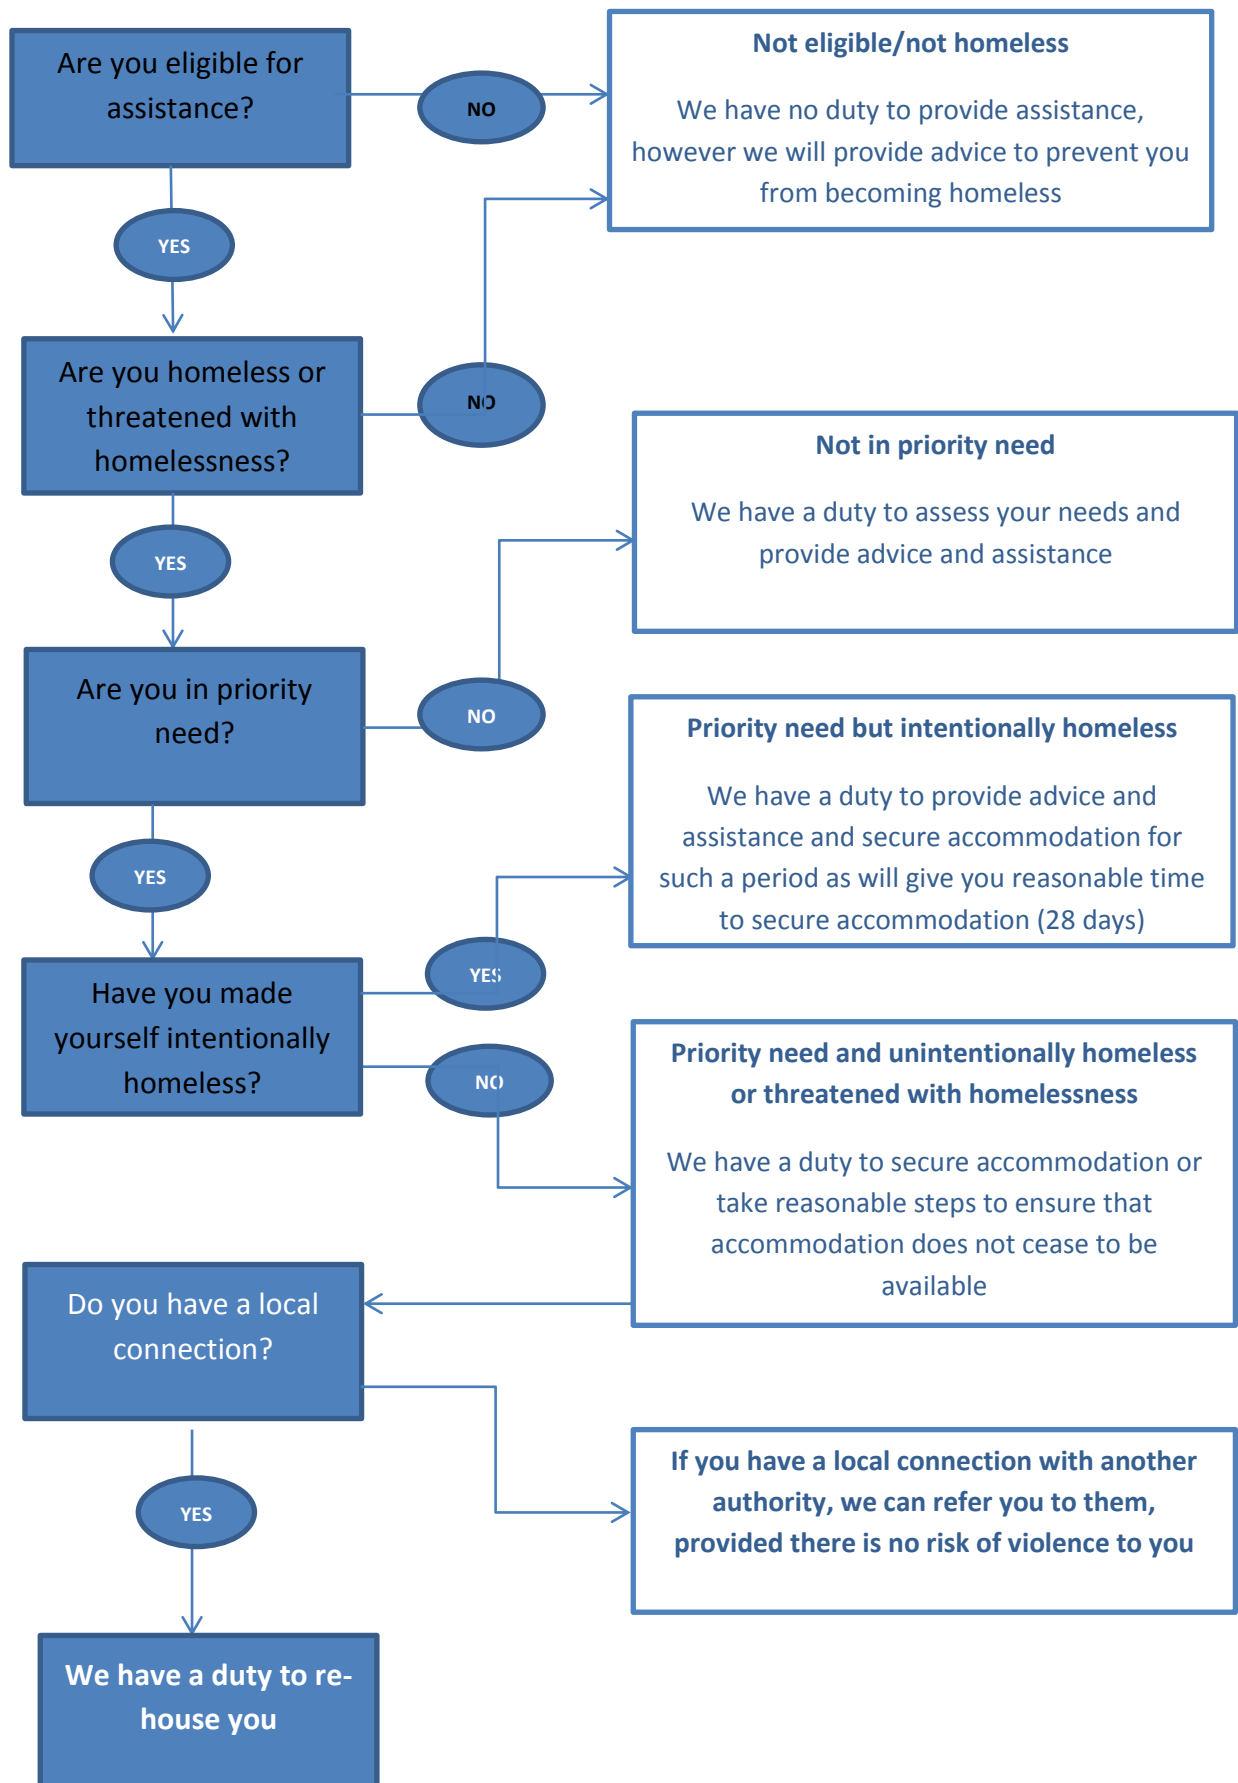 Are you eligible for
assistance?
NO
Not eligible/not homeless
We have no duty to provide assistance,
however we will provide advice to prevent you
from becoming homeless
YES
Are you homeless or
threatened with
homelessness?
NO
Not in priority need
We have a duty to assess your needs and
provide advice and assistance
YES
Are you in priority
need?
NO
Priority need but intentionally homeless
We have a duty to provide advice and
assistance and secure accommodation for
such a period as will give you reasonable time
to secure accommodation (28 days)
YES
Have you made
yourself intentionally
homeless?
YES
NO
Priority need and unintentionally homeless
or threatened with homelessness
We have a duty to secure accommodation or
take reasonable steps to ensure that
accommodation does not cease to be
available
Do you have a local
connection?
If you have a local connection with another
authority, we can refer you to them,
provided there is no risk of violence to you
YES
We have a duty to re-
house you